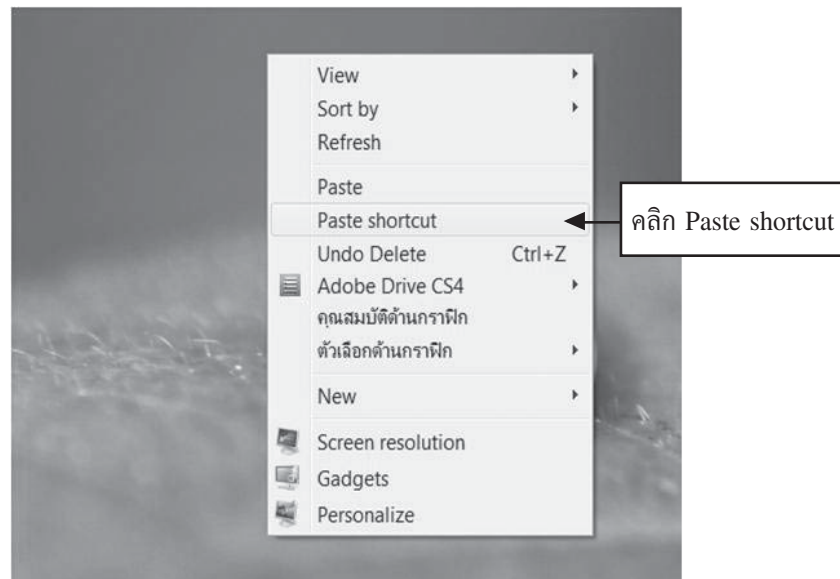 View
Sort by
Refresh
Paste
Paste shortcut
คลิก Paste shortcut
Undo Delete Ctrl+Z
Adobe Drive CS4
คุณสมบัติด้านกราฟิก
ตัวเลือกด้านกราฟิก
New
Screen resolution
Gadgets
Personalize